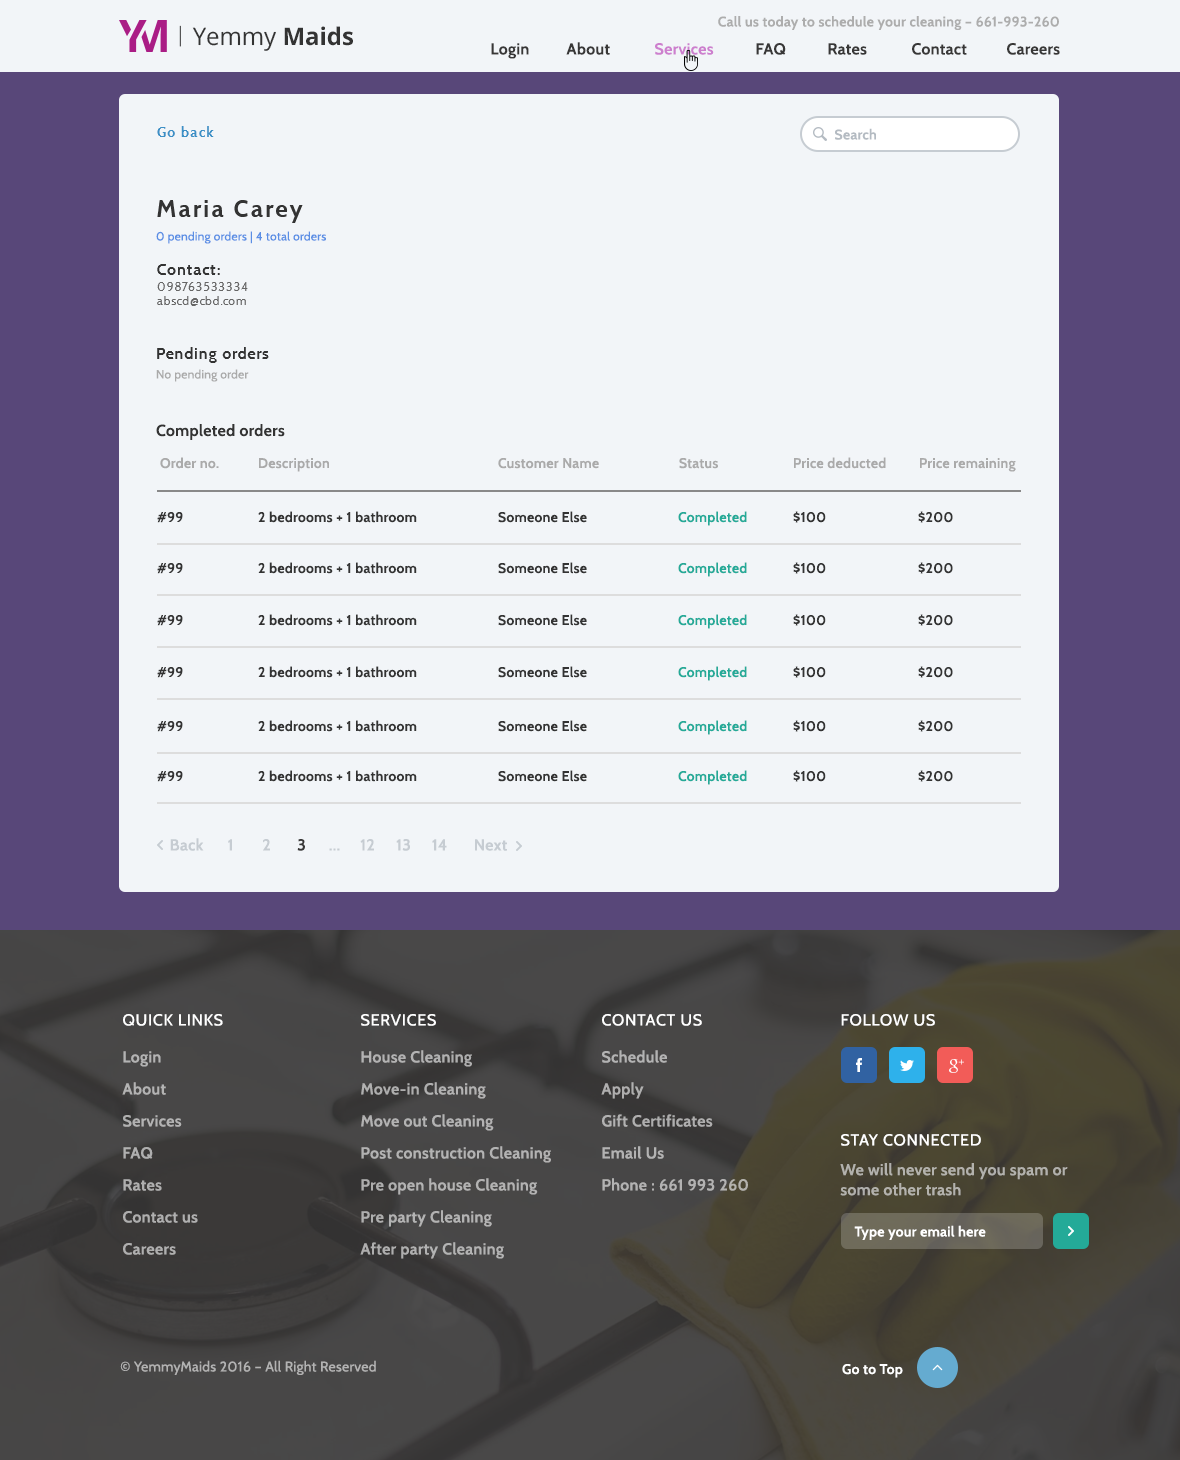 YM | Yemmy Maids
Call us today to schedule your cleaning – 661-993-260
Login About Services FAQ Rates Contact Careers
Go back
Search
Maria Carey
0 pending orders | 4 total orders
Contact:
098763533334
abscd@cbd.com
Pending orders
No pending order
Completed orders
Order no. Description Customer Name Status Price deducted Price remaining
#99 2 bedrooms + 1 bathroom Someone Else Completed $100 $200
#99 2 bedrooms + 1 bathroom Someone Else Completed $100 $200
#99 2 bedrooms + 1 bathroom Someone Else Completed $100 $200
#99 2 bedrooms + 1 bathroom Someone Else Completed $100 $200
#99 2 bedrooms + 1 bathroom Someone Else Completed $100 $200
#99 2 bedrooms + 1 bathroom Someone Else Completed $100 $200
< Back 1 2 3 ... 12 13 14 Next >
QUICK LINKS
Login
About
Services
FAQ
Rates
Contact us
Careers
SERVICES
House Cleaning
Move-in Cleaning
Move out Cleaning
Post construction Cleaning
Pre open house Cleaning
Pre party Cleaning
After party Cleaning
CONTACT US
Schedule
Apply
Gift Certificates
Email Us
Phone : 661 993 260
FOLLOW US
f g+
STAY CONNECTED
We will never send you spam or
some other trash
Type your email here >
© YemmyMaids 2016 – All Right Reserved
Go to Top